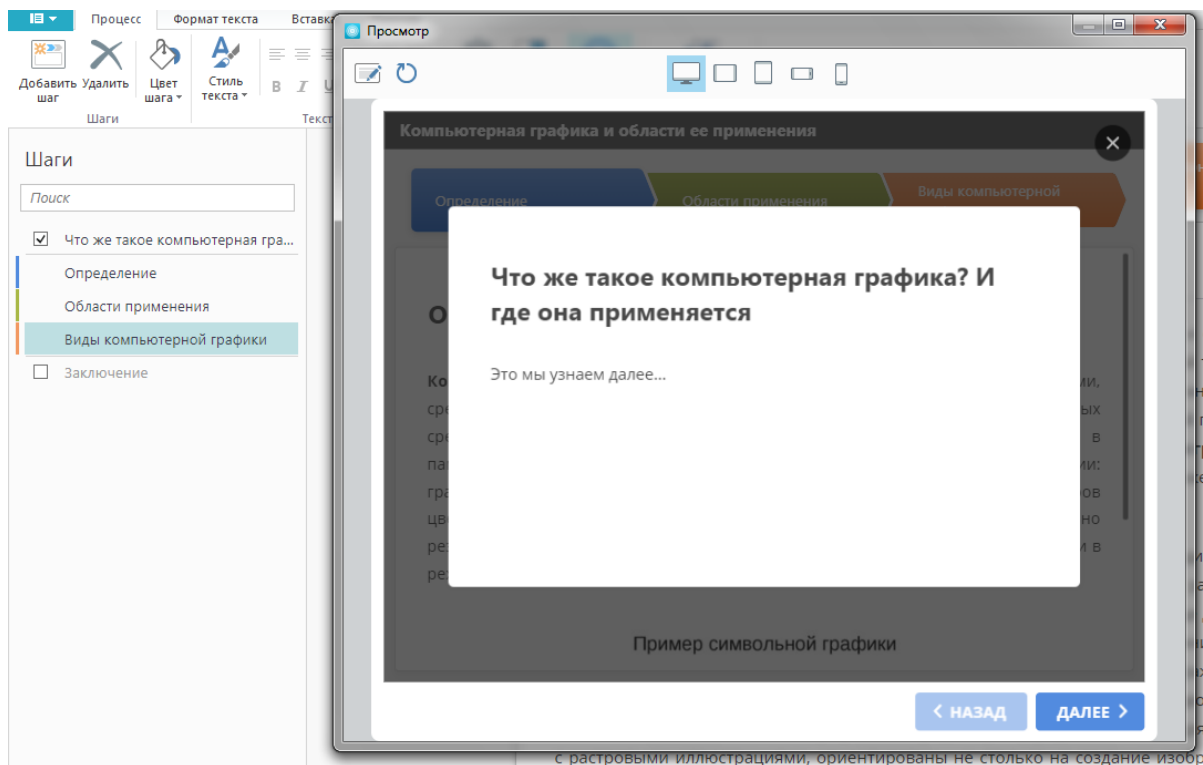 Процесс Формат текста Вставка
Добавить шаг
Удалить
Цвет шага
Стиль текста
B I U
Шаги
Текст
Шаги
Поиск
Что же такое компьютерная гра...
Определение
Области применения
Виды компьютерной графики
Заключение
Просмотр
Компьютерная графика и области ее применения
Определение
Области применения
Виды компьютерной
Что же такое компьютерная графика? И
где она применяется
Это мы узнаем далее...
Пример символьной графики
НАЗАД
ДАЛЕЕ
с растровыми иллюстрациями, ориентированы не столько на создание